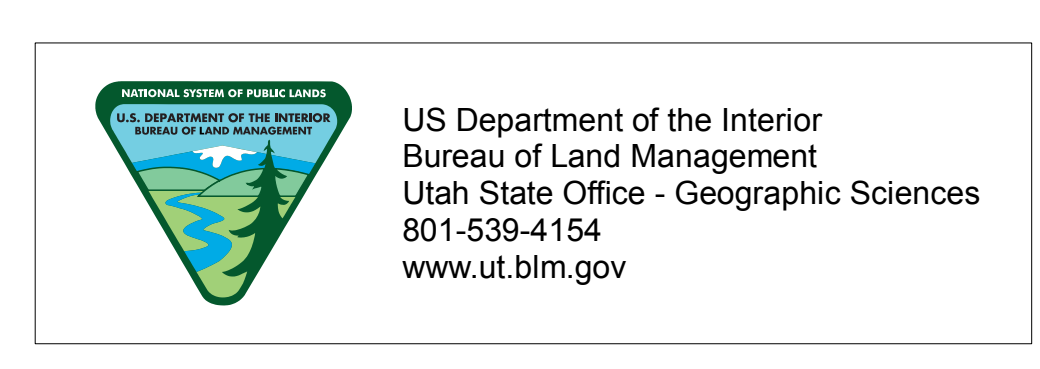 NATIONAL SYSTEM OF PUBLIC LANDS
U.S. DEPARTMENT OF THE INTERIOR
BUREAU OF LAND MANAGEMENT
US Department of the Interior
Bureau of Land Management
Utah State Office - Geographic Sciences
801-539-4154
www.ut.blm.gov